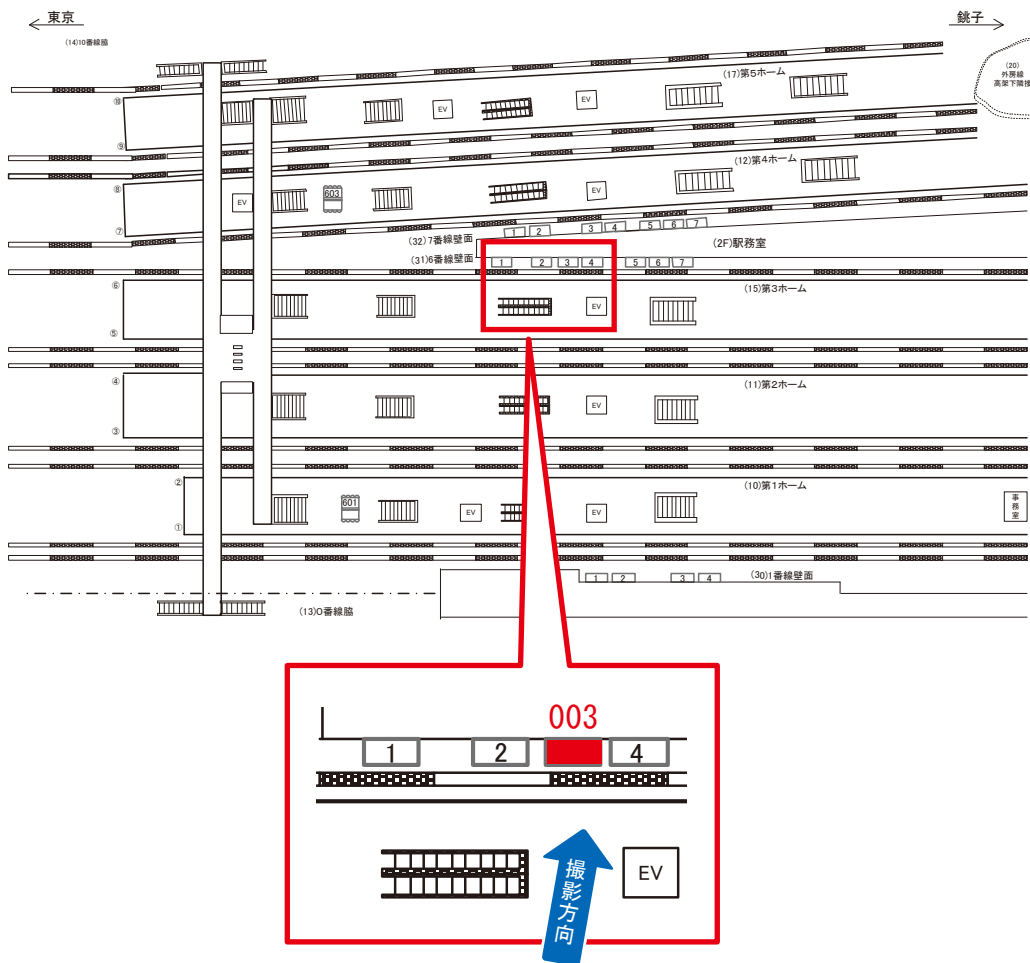 東京
銚子
(14)10番線脇
(20)
外房線
高架下隣接
(17)第5ホーム
⑩
EV
EV
⑨
(12)第4ホーム
⑧
EV
603
EV
⑦
(32)7番線壁面
1 2 3 4 5 6 7
(2F)駅務室
(31)6番線壁面
1 2 3 4 5 6 7
⑥
(15)第3ホーム
EV
⑤
④
(11)第2ホーム
EV
③
②
(10)第1ホーム
601
EV
EV
事務室
①
(30)1番線壁面
1 2 3 4
(13)0番線脇
003
1 2 4
撮影方向
EV